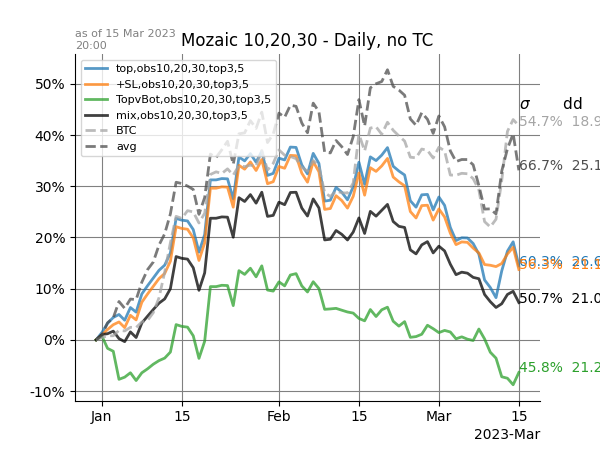 as of 15 Mar 2023
20:00
Mozaic 10,20,30 - Daily, no TC
top,obs10,20,30,top3,5
+SL,obs10,20,30,top3,5
TopvBot,obs10,20,30,top3,5
mix,obs10,20,30,top3,5
BTC
avg
50%
40%
30%
20%
10%
0%
-10%
σ dd
54.7% 18.9
66.7% 25.1
50.7% 21.0
45.8% 21.2
Jan 15 Feb 15 Mar 15
2023-Mar